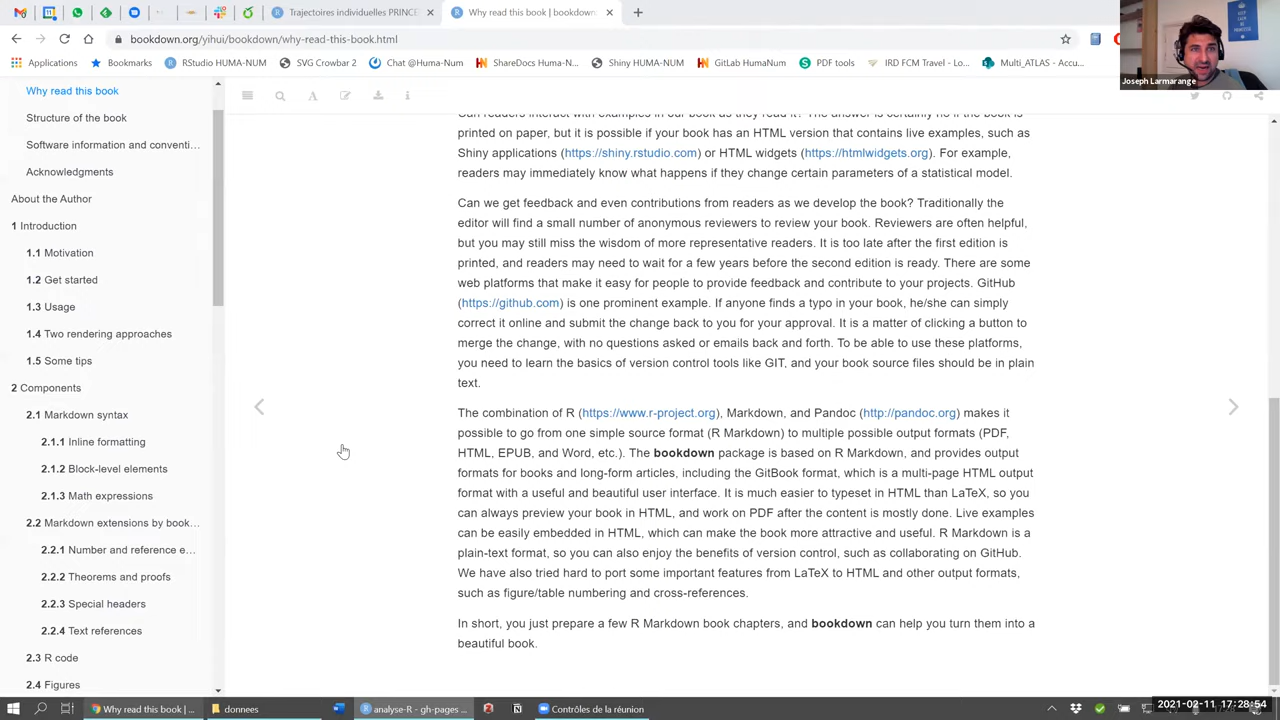 Trajectoires individuelles PRINCE
Why read this book | bookdown
bookdown.org/yihui/bookdown/why-read-this-book.html
Applications
Bookmarks
RStudio HUMA-NUM
SVG Crowbar 2
Chat @Huma-num
ShareDocs Huma-N...
Shiny HUMA-NUM
GitLab HumaNum
PDF tools
IRD FCM Travel - Lo...
Multi_ATLAS - Accu...
KEEP CALM
Joseph Larmarange
Why read this book
Structure of the book
Software information and conventi...
Acknowledgments
About the Author
1 Introduction
1.1 Motivation
1.2 Get started
1.3 Usage
1.4 Two rendering approaches
1.5 Some tips
2 Components
2.1 Markdown syntax
2.1.1 Inline formatting
2.1.2 Block-level elements
2.1.3 Math expressions
2.2 Markdown extensions by book...
2.2.1 Number and reference e...
2.2.2 Theorems and proofs
2.2.3 Special headers
2.2.4 Text references
2.3 R code
2.4 Figures
Can readers interact with examples in our book as they read it? The answer is certainly no if the book is
printed on paper, but it is possible if your book has an HTML version that contains live examples, such as
Shiny applications (https://shiny.rstudio.com) or HTML widgets (https://htmlwidgets.org). For example,
readers may immediately know what happens if they change certain parameters of a statistical model.
Can we get feedback and even contributions from readers as we develop the book? Traditionally the
editor will find a small number of anonymous reviewers to review your book. Reviewers are often helpful,
but you may still miss the wisdom of more representative readers. It is too late after the first edition is
printed, and readers may need to wait for a few years before the second edition is ready. There are some
web platforms that make it easy for people to provide feedback and contribute to your projects. GitHub
(https://github.com) is one prominent example. If anyone finds a typo in your book, he/she can simply
correct it online and submit the change back to you for your approval. It is a matter of clicking a button to
merge the change, with no questions asked or emails back and forth. To be able to use these platforms,
you need to learn the basics of version control tools like GIT, and your book source files should be in plain
text.
The combination of R (https://www.r-project.org), Markdown, and Pandoc (http://pandoc.org) makes it
possible to go from one simple source format (R Markdown) to multiple possible output formats (PDF,
HTML, EPUB, and Word, etc.). The bookdown package is based on R Markdown, and provides output
formats for books and long-form articles, including the GitBook format, which is a multi-page HTML output
format with a useful and beautiful user interface. It is much easier to typeset in HTML than LaTeX, so you
can always preview your book in HTML, and work on PDF after the content is mostly done. Live examples
can be easily embedded in HTML, which can make the book more attractive and useful. R Markdown is a
plain-text format, so you can also enjoy the benefits of version control, such as collaborating on GitHub.
We have also tried hard to port some important features from LaTeX to HTML and other output formats,
such as figure/table numbering and cross-references.
In short, you just prepare a few R Markdown book chapters, and bookdown can help you turn them into a
beautiful book.
Why read this book | ...
donnees
analyse-R - gh-pages ...
Contrôles de la réunion
2021-02-11 17:28:54